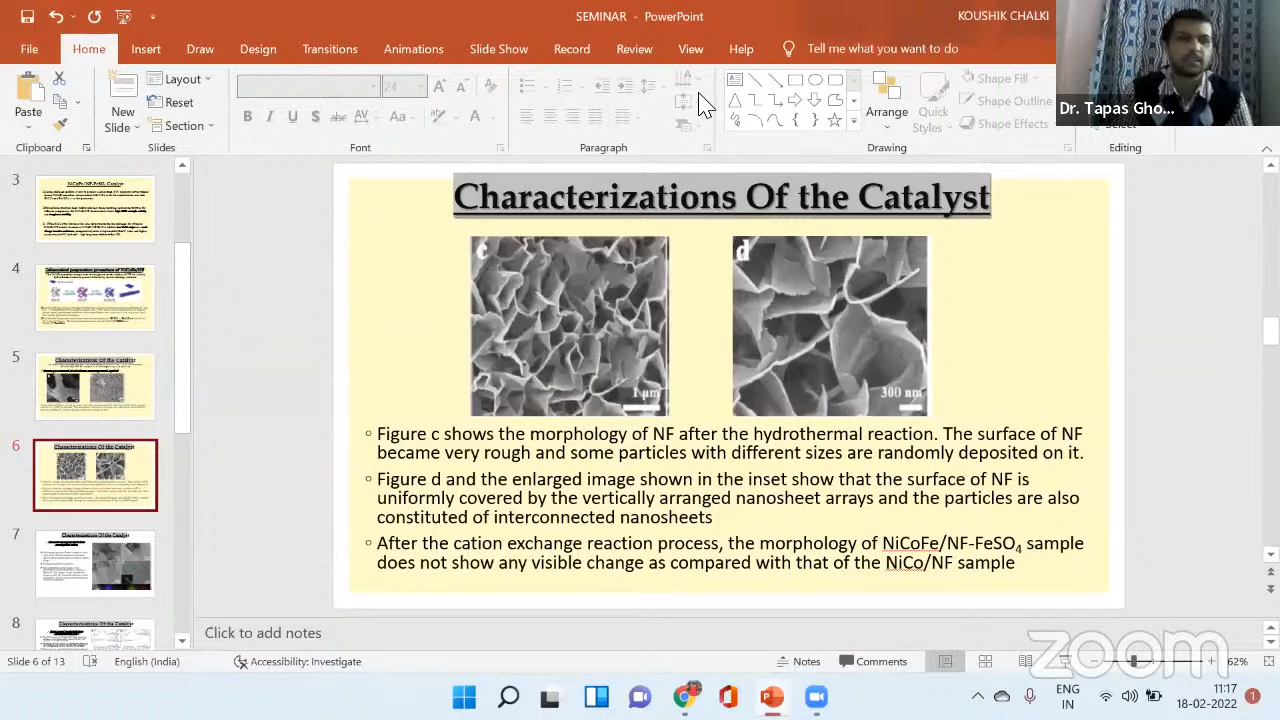 SEMINAR - PowerPoint
KOUSHIK CHALKI
File Home Insert Draw Design Transitions Animations Slide Show Record Review View Help Tell me what you want to do
Dr. Tapas Gho...
Paste
New
Slide
Layout
Reset
Section
Arrange
Quick
Styles
Shape Fill
Shape Outline
Shape Effects
Clipboard
Slides
Font
Paragraph
Drawing
Editing
4
5
6
8
Characterizations Of the Catalyst
c
1 µm
d
300 nm
Figure c shows the morphology of NF after the hydrothermal reaction. The surface of NF
became very rough and some particles with different sizes are randomly deposited on it.
Figure d and the enlarged image shown in the inset show that the surface of NF is
uniformly covered by the vertically arranged nanosheet arrays and the particles are also
constituted of interconnected nanosheets
After the cation exchange reaction process, the morphology of NiCoFe/NF-FeSO₄ sample
does not show any visible change as compared with that of the NiCo/NF sample
Click to add notes
Slide 6 of 13
English (India)
Accessibility: Investigate
Notes
Comments
62%
zoom
ENG
IN
11:17
18-02-2022
1